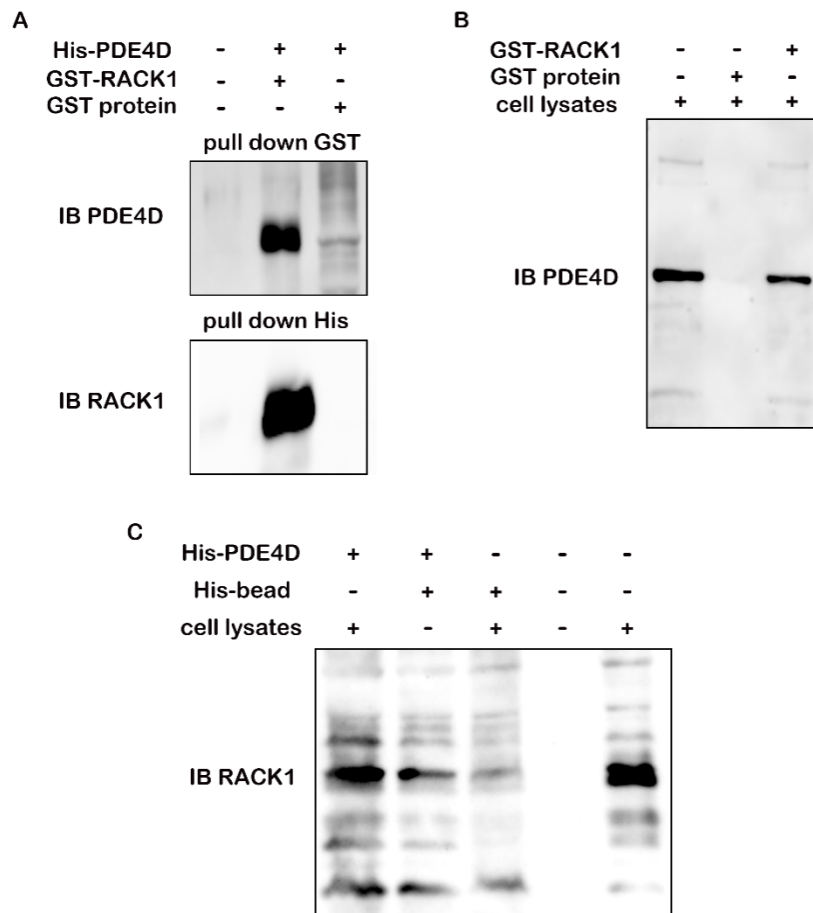 A
His-PDE4D - + +
GST-RACK1 - + -
GST protein - - +
pull down GST
IB PDE4D
pull down His
IB RACK1
B
GST-RACK1 - - +
GST protein - + -
cell lysates + + +
IB PDE4D
C
His-PDE4D + + - - -
His-bead - + + - -
cell lysates + - + - +
IB RACK1